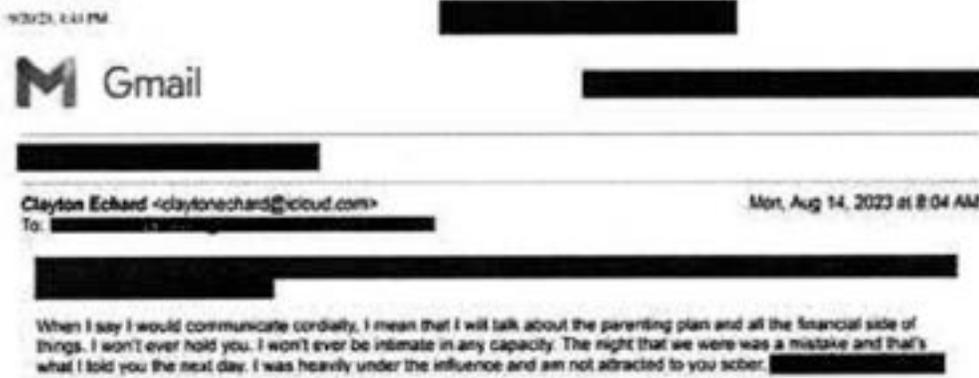 Gmail
Clayton Echard <claytonechard@icloud.com>
Mon, Aug 14, 2023 at 8:04 AM
To:
When I say I would communicate cordially, I mean that I will talk about the parenting plan and all the financial side of
things. I won't ever hold you. I won't ever be intimate in any capacity. The night that we were was a mistake and that's
what I told you the next day. I was heavily under the influence and am not attracted to you sober.